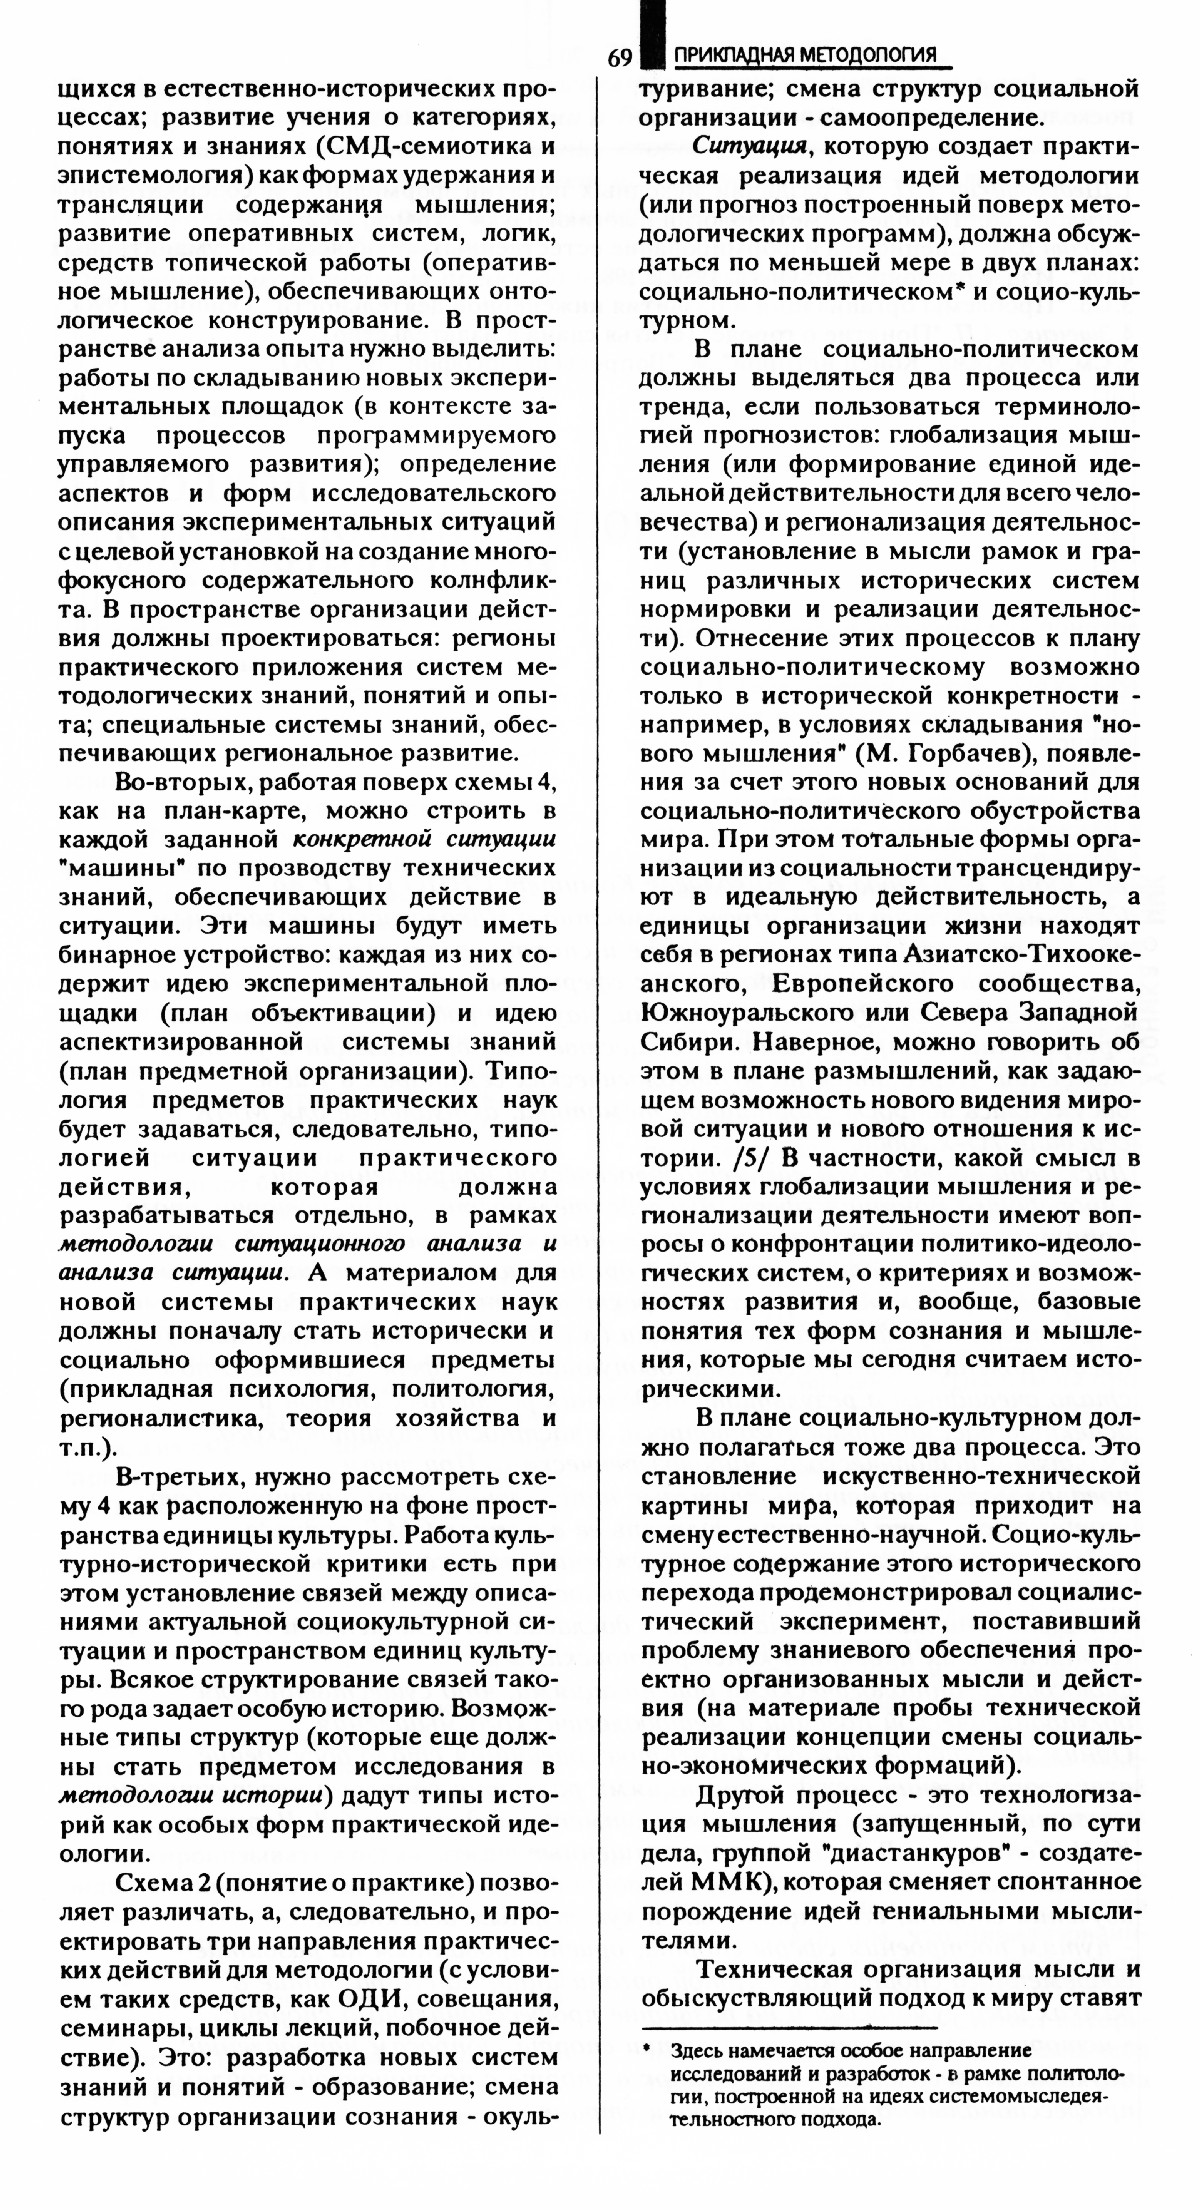 69 ПРИКЛАДНАЯ МЕТОДОЛОГИЯ
щихся в естественно-исторических про-
цессах; развитие учения о категориях,
понятиях и знаниях (СМД-семиотика и
эпистемология) как формах удержания и
трансляции содержания мышления;
развитие оперативных систем, логик,
средств топической работы (оператив-
ное мышление), обеспечивающих онто-
логическое конструирование. В прост-
ранстве анализа опыта нужно выделить:
работы по складыванию новых экспери-
ментальных площадок (в контексте за-
пуска процессов программируемого
управляемого развития); определение
аспектов и форм исследовательского
описания экспериментальных ситуаций
с целевой установкой на создание много-
фокусного содержательного колнфлик-
та. В пространстве организации дейст-
вия должны проектироваться: регионы
практического приложения систем ме-
тодологических знаний, понятий и опы-
та; специальные системы знаний, обес-
печивающих региональное развитие.
Во-вторых, работая поверх схемы 4,
как на план-карте, можно строить в
каждой заданной конкретной ситуации
"машины" по прозводству технических
знаний, обеспечивающих действие в
ситуации. Эти машины будут иметь
бинарное устройство: каждая из них со-
держит идею экспериментальной пло-
щадки (план объективации) и идею
аспектизированной системы знаний
(план предметной организации). Типо-
логия предметов практических наук
будет задаваться, следовательно, типо-
логией ситуации практического
действия, которая должна
разрабатываться отдельно, в рамках
методологии ситуационного анализа и
анализа ситуации. А материалом для
новой системы практических наук
должны поначалу стать исторически и
социально оформившиеся предметы
(прикладная психология, политология,
регионалистика, теория хозяйства и
т.п.).
В-третьих, нужно рассмотреть схе-
му 4 как расположенную на фоне прост-
ранства единицы культуры. Работа куль-
турно-исторической критики есть при
этом установление связей между описа-
ниями актуальной социокультурной си-
туации и пространством единиц культу-
ры. Всякое структирование связей тако-
го рода задает особую историю. Возмож-
ные типы структур (которые еще долж-
ны стать предметом исследования в
методологии истории) дадут типы исто-
рий как особых форм практической иде-
ологии.
Схема 2 (понятие о практике) позво-
ляет различать, а, следовательно, и про-
ектировать три направления практичес-
ких действий для методологии (с услови-
ем таких средств, как ОДИ, совещания,
семинары, циклы лекций, побочное дей-
ствие). Это: разработка новых систем
знаний и понятий - образование; смена
структур организации сознания - окуль-
туривание; смена структур социальной
организации - самоопределение.
Ситуация, которую создает практи-
ческая реализация идей методологии
(или прогноз построенный поверх мето-
дологических программ), должна обсуж-
даться по меньшей мере в двух планах:
социально-политическом* и социо-куль-
турном.
В плане социально-политическом
должны выделяться два процесса или
тренда, если пользоваться терминоло-
гией прогнозистов: глобализация мыш-
ления (или формирование единой иде-
альной действительности для всего чело-
вечества) и регионализация деятельнос-
ти (установление в мысли рамок и гра-
ниц различных исторических систем
нормировки и реализации деятельнос-
ти). Отнесение этих процессов к плану
социально-политическому возможно
только в исторической конкретности -
например, в условиях складывания "но-
вого мышления" (М. Горбачев), появле-
ния за счет этого новых оснований для
социально-политического обустройства
мира. При этом тотальные формы орга-
низации из социальности трансцендиру-
ют в идеальную действительность, а
единицы организации жизни находят
себя в регионах типа Азиатско-Тихооке-
анского, Европейского сообщества,
Южноуральского или Севера Западной
Сибири. Наверное, можно говорить об
этом в плане размышлений, как задаю-
щем возможность нового видения миро-
вой ситуации и нового отношения к ис-
тории. /5/ В частности, какой смысл в
условиях глобализации мышления и ре-
гионализации деятельности имеют воп-
росы о конфронтации политико-идеоло-
гических систем, о критериях и возмож-
ностях развития и, вообще, базовые
понятия тех форм сознания и мышле-
ния, которые мы сегодня считаем исто-
рическими.
В плане социально-культурном дол-
жно полагаться тоже два процесса. Это
становление искуственно-технической
картины мира, которая приходит на
смену естественно-научной. Социо-куль-
турное содержание этого исторического
перехода продемонстрировал социалис-
тический эксперимент, поставивший
проблему знаниевого обеспечения про-
ектно организованных мысли и дейст-
вия (на материале пробы технической
реализации концепции смены социаль-
но-экономических формаций).
Другой процесс - это технологиза-
ция мышления (запущенный, по сути
дела, группой "диастанкуров" - создате-
лей ММК), которая сменяет спонтанное
порождение идей гениальными мысли-
телями.
Техническая организация мысли и
обыскуствляющий подход к миру ставят
* Здесь намечается особое направление
исследований и разработок - в рамке политоло-
гии, построенной на идеях системомыследея-
тельностного подхода.